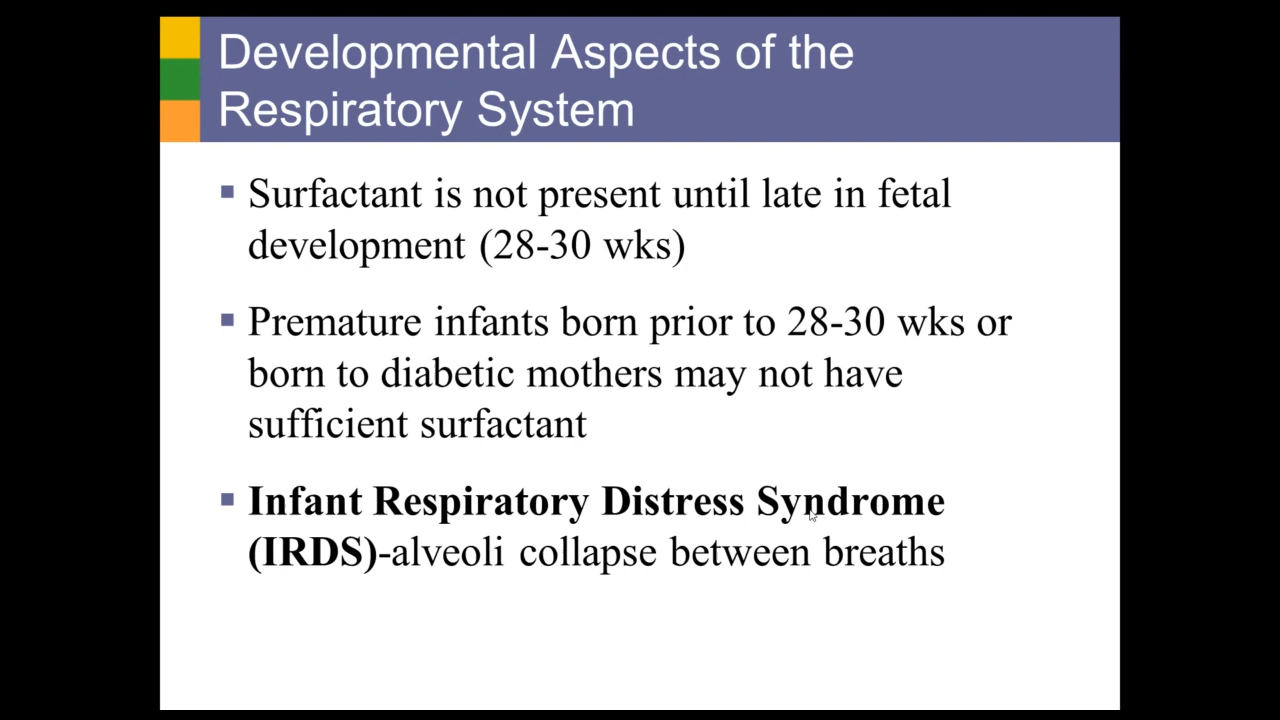 Developmental Aspects of the
Respiratory System
Surfactant is not present until late in fetal
development (28-30 wks)
Premature infants born prior to 28-30 wks or
born to diabetic mothers may not have
sufficient surfactant
Infant Respiratory Distress Syndrome
(IRDS)-alveoli collapse between breaths